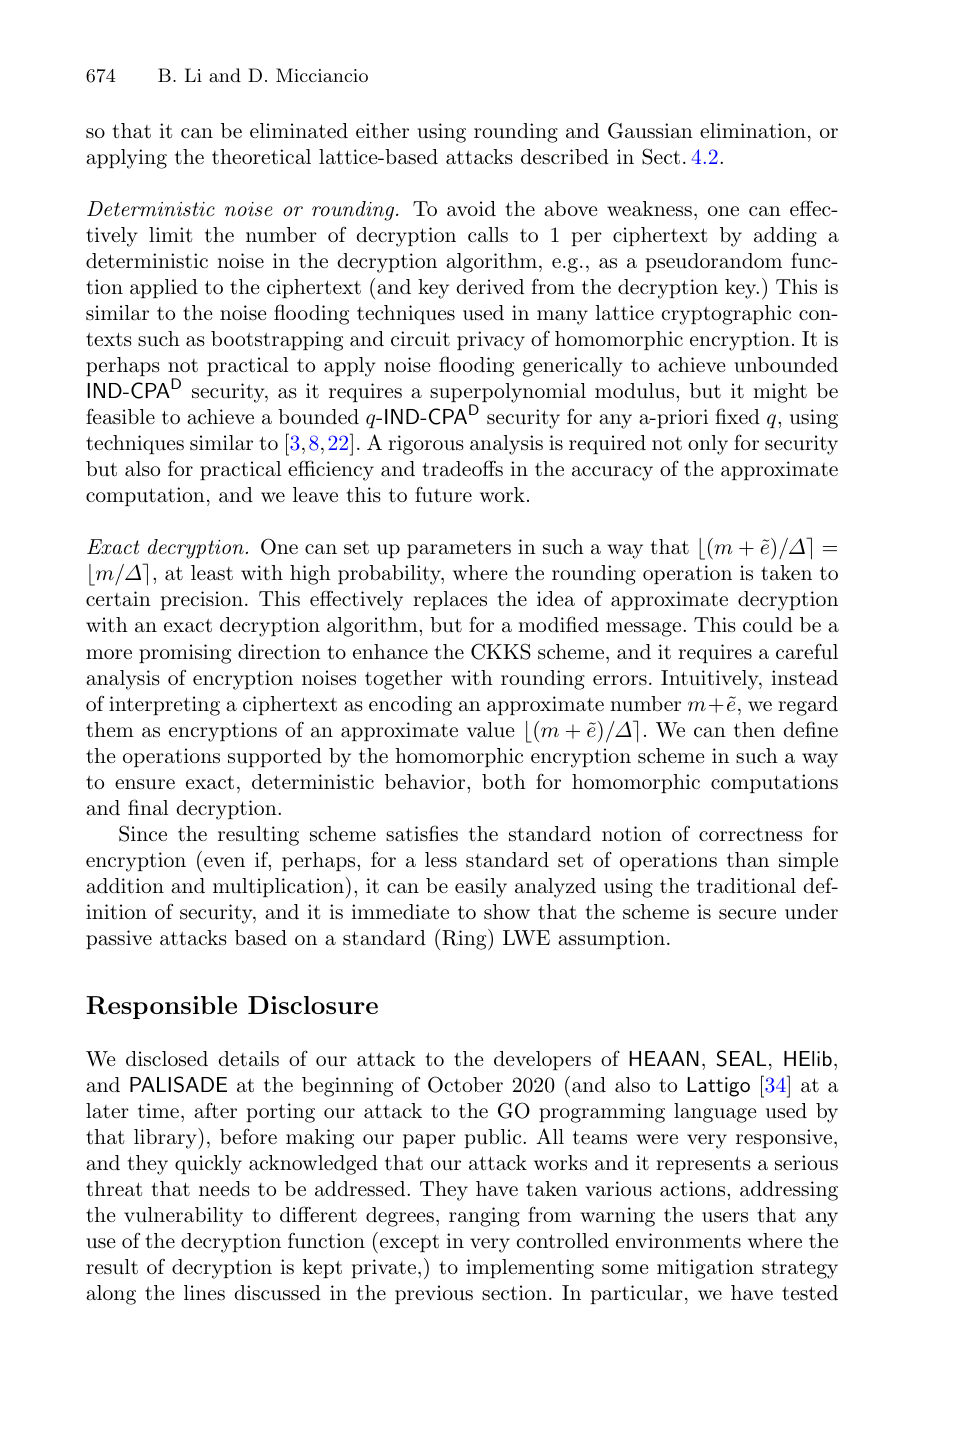 674 B. Li and D. Micciancio
so that it can be eliminated either using rounding and Gaussian elimination, or
applying the theoretical lattice-based attacks described in Sect. 4.2.
Deterministic noise or rounding. To avoid the above weakness, one can effec-
tively limit the number of decryption calls to 1 per ciphertext by adding a
deterministic noise in the decryption algorithm, e.g., as a pseudorandom func-
tion applied to the ciphertext (and key derived from the decryption key.) This is
similar to the noise flooding techniques used in many lattice cryptographic con-
texts such as bootstrapping and circuit privacy of homomorphic encryption. It is
perhaps not practical to apply noise flooding generically to achieve unbounded
IND-CPA^D security, as it requires a superpolynomial modulus, but it might be
feasible to achieve a bounded q-IND-CPA^D security for any a-priori fixed q, using
techniques similar to [3,8,22]. A rigorous analysis is required not only for security
but also for practical efficiency and tradeoffs in the accuracy of the approximate
computation, and we leave this to future work.
Exact decryption. One can set up parameters in such a way that ⌊(m + ẽ)/Δ⌉ =
⌊m/Δ⌉, at least with high probability, where the rounding operation is taken to
certain precision. This effectively replaces the idea of approximate decryption
with an exact decryption algorithm, but for a modified message. This could be a
more promising direction to enhance the CKKS scheme, and it requires a careful
analysis of encryption noises together with rounding errors. Intuitively, instead
of interpreting a ciphertext as encoding an approximate number m+ẽ, we regard
them as encryptions of an approximate value ⌊(m + ẽ)/Δ⌉. We can then define
the operations supported by the homomorphic encryption scheme in such a way
to ensure exact, deterministic behavior, both for homomorphic computations
and final decryption.
Since the resulting scheme satisfies the standard notion of correctness for
encryption (even if, perhaps, for a less standard set of operations than simple
addition and multiplication), it can be easily analyzed using the traditional def-
inition of security, and it is immediate to show that the scheme is secure under
passive attacks based on a standard (Ring) LWE assumption.
Responsible Disclosure
We disclosed details of our attack to the developers of HEAAN, SEAL, HElib,
and PALISADE at the beginning of October 2020 (and also to Lattigo [34] at a
later time, after porting our attack to the GO programming language used by
that library), before making our paper public. All teams were very responsive,
and they quickly acknowledged that our attack works and it represents a serious
threat that needs to be addressed. They have taken various actions, addressing
the vulnerability to different degrees, ranging from warning the users that any
use of the decryption function (except in very controlled environments where the
result of decryption is kept private,) to implementing some mitigation strategy
along the lines discussed in the previous section. In particular, we have tested